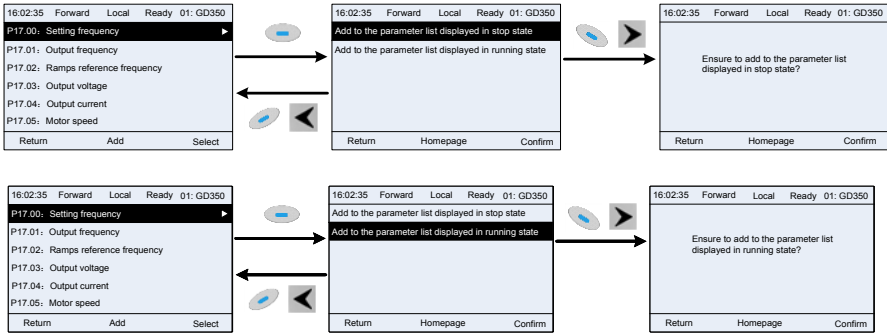 16:02:35 Forward Local Ready 01: GD350
P17.00: Setting frequency
P17.01: Output frequency
P17.02: Ramps reference frequency
P17.03: Output voltage
P17.04: Output current
P17.05: Motor speed
Return Add Select
16:02:35 Forward Local Ready 01: GD350
Add to the parameter list displayed in stop state
Add to the parameter list displayed in running state
Return Homepage Confirm
16:02:35 Forward Local Ready 01: GD350
Ensure to add to the parameter list
displayed in stop state?
Return Homepage Confirm
16:02:35 Forward Local Ready 01: GD350
P17.00: Setting frequency
P17.01: Output frequency
P17.02: Ramps reference frequency
P17.03: Output voltage
P17.04: Output current
P17.05: Motor speed
Return Add Select
16:02:35 Forward Local Ready 01: GD350
Add to the parameter list displayed in stop state
Add to the parameter list displayed in running state
Return Homepage Confirm
16:02:35 Forward Local Ready 01: GD350
Ensure to add to the parameter list
displayed in running state?
Return Homepage Confirm